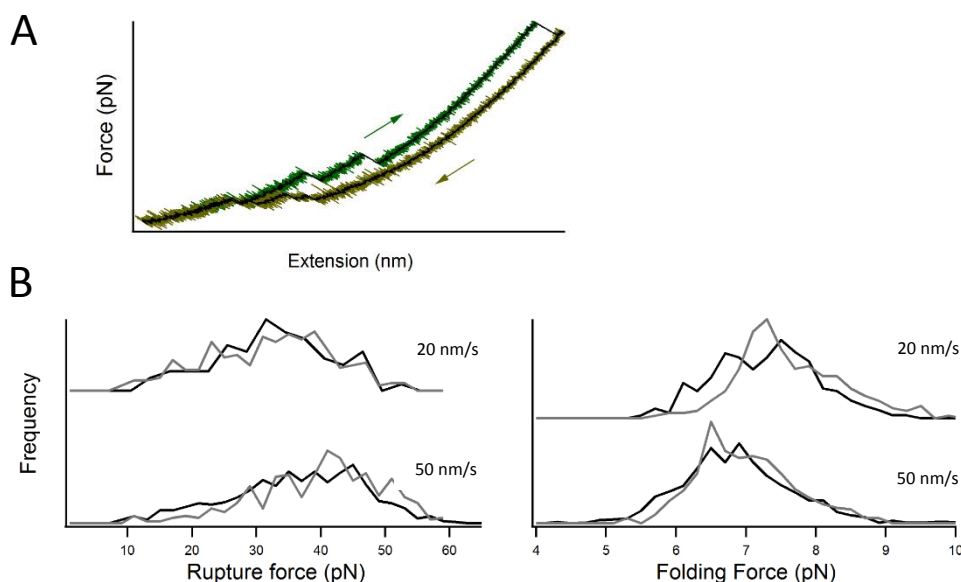 A
Force (pN)
Extension (nm)
B
Frequency
20 nm/s
50 nm/s
10 20 30 40 50 60
Rupture force (pN)
20 nm/s
50 nm/s
4 5 6 7 8 9 10
Folding Force (pN)